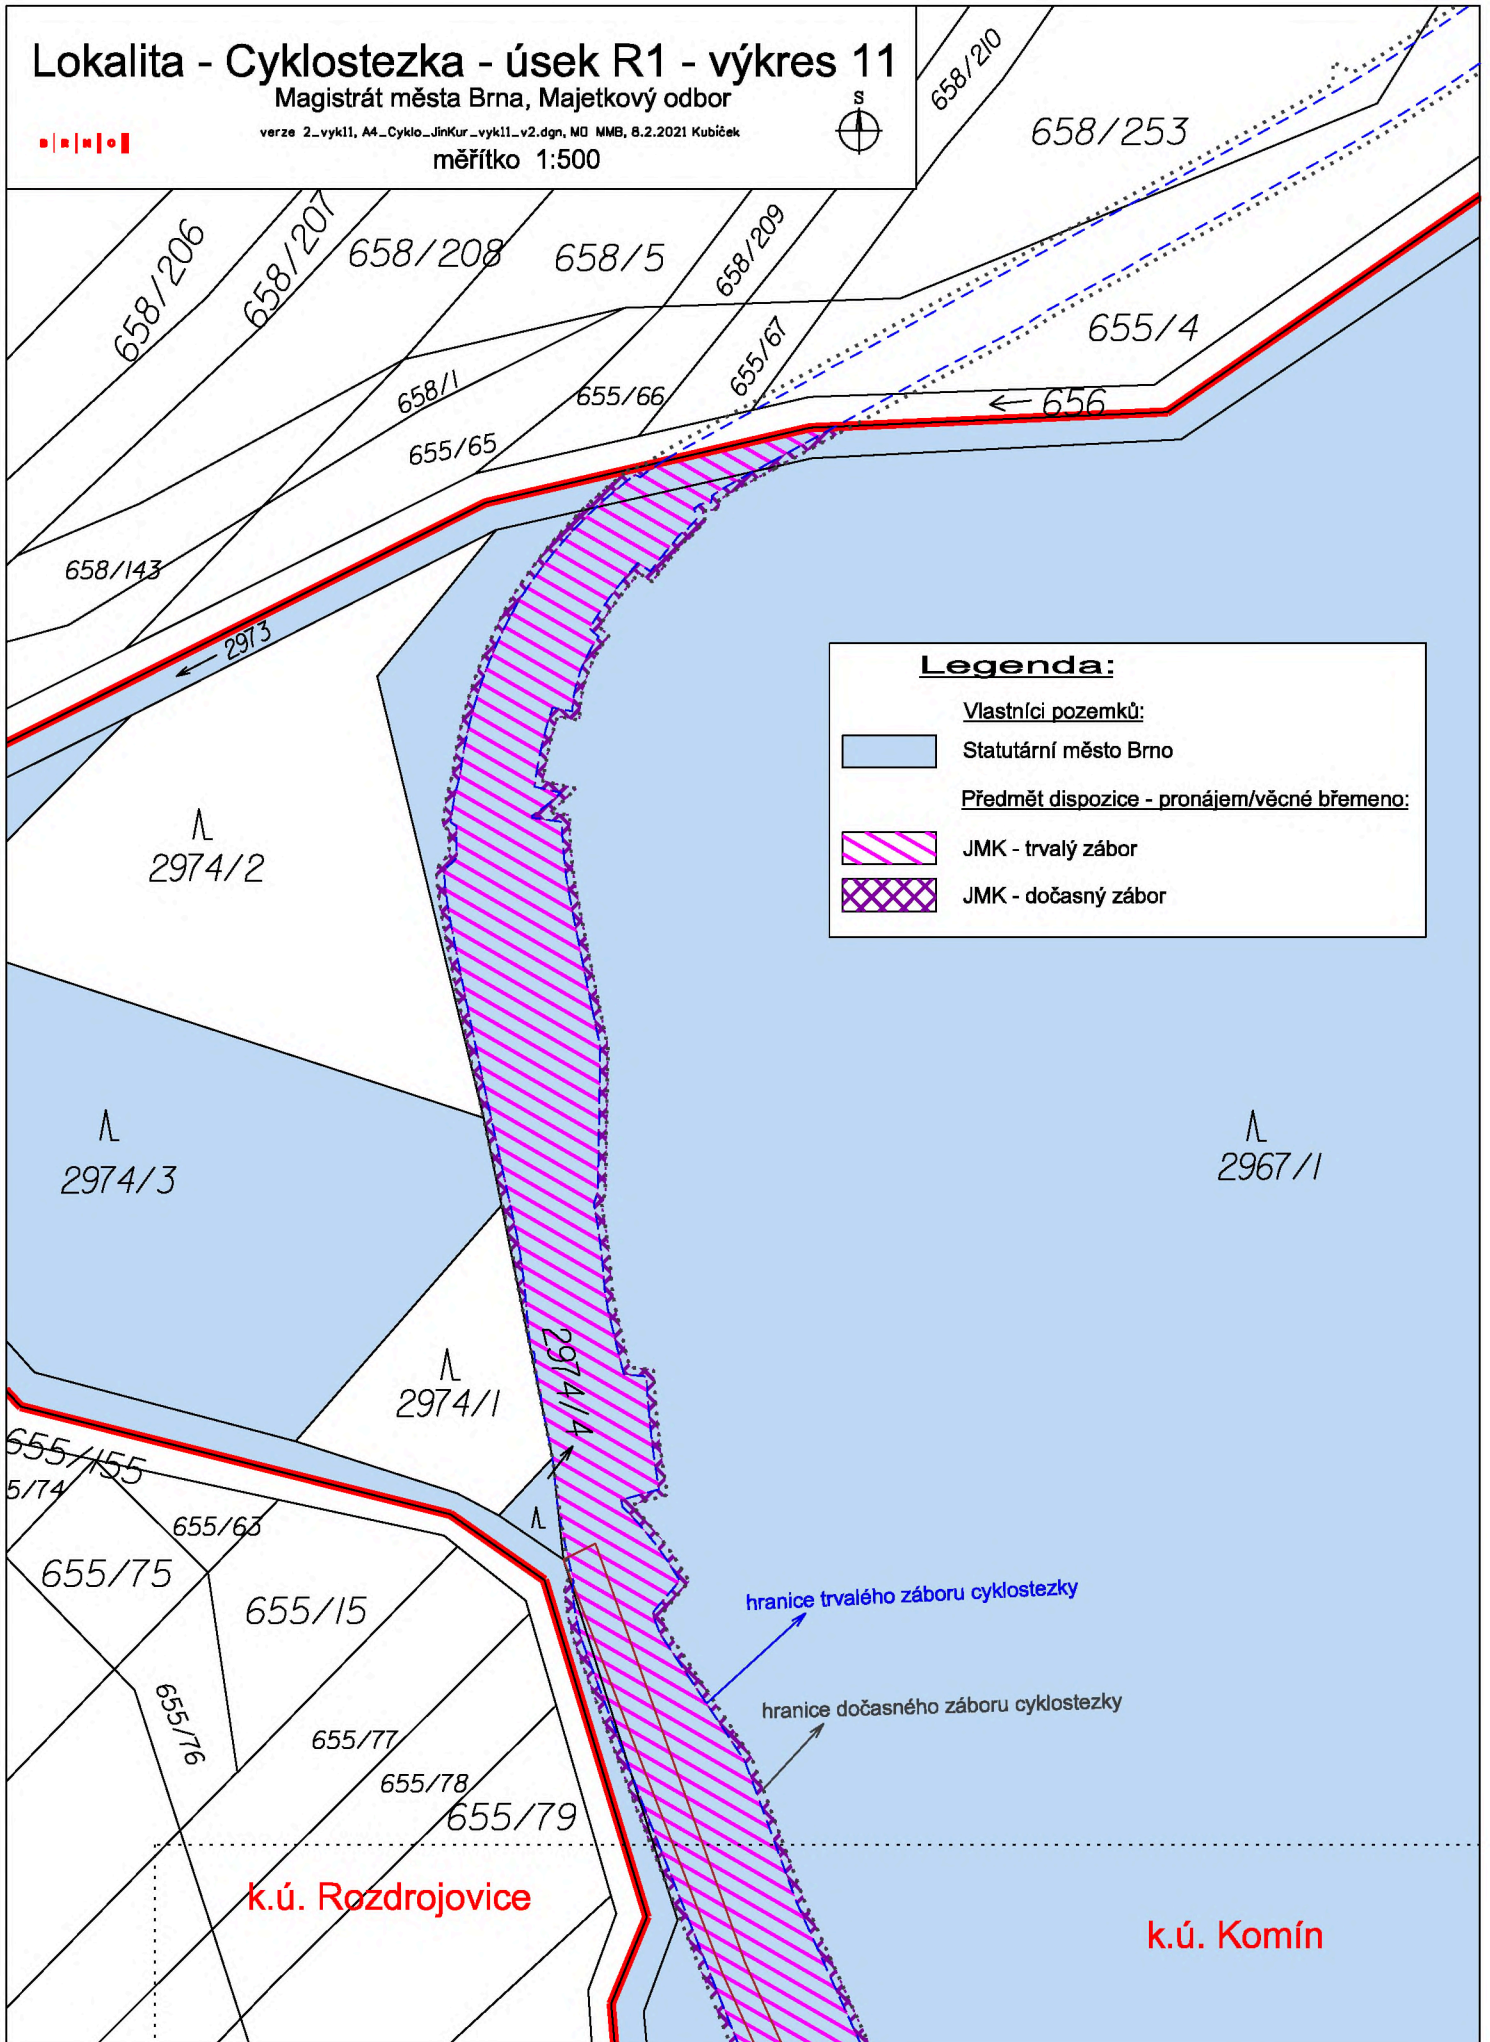 Lokalita - Cyklostezka - úsek R1 - výkres 11
Magistrát města Brna, Majetkový odbor
verze 2_vyk11, A4_Cyklo_JinKur_vyk11_v2.dgn, MO MMB, 8.2.2021 Kubíček
měřítko 1:500
B R N O
S
658/210
658/253
658/206
658/207
658/208
658/5
658/209
655/4
655/67
658/1
655/66
656
655/65
658/143
2973
Legenda:
Vlastníci pozemků:
Statutární město Brno
Předmět dispozice - pronájem/věcné břemeno:
JMK - trvalý zábor
JMK - dočasný zábor
2974/2
2974/3
2967/1
2974/1
2974/4
655/155
5/74
655/63
655/75
655/15
hranice trvalého záboru cyklostezky
hranice dočasného záboru cyklostezky
655/76
655/77
655/78
655/79
k.ú. Rozdrojovice
k.ú. Komín